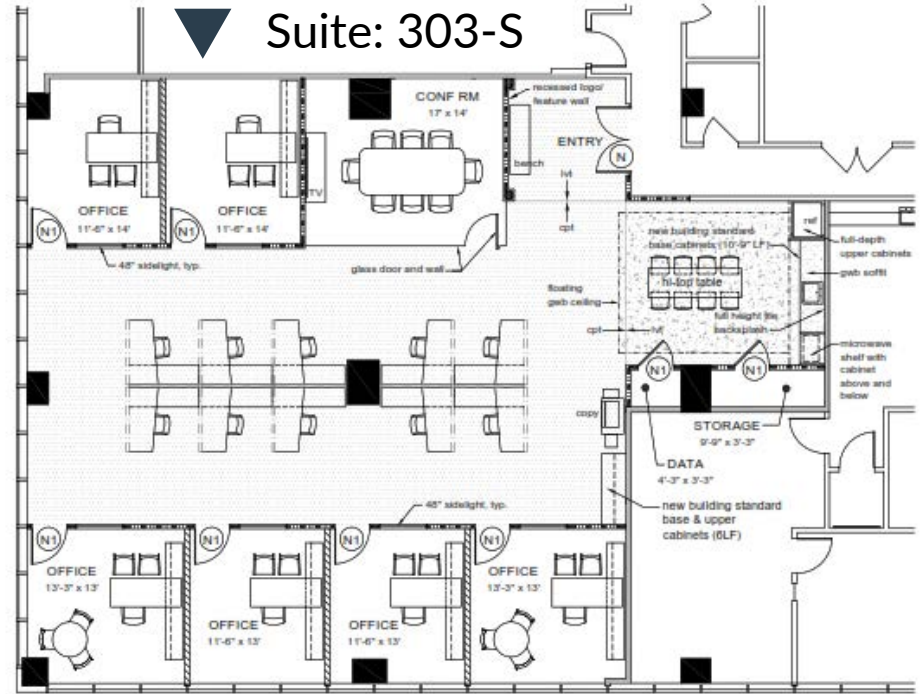 Suite: 303-S
CONF RM
17' x 14'
recessed logo/
feature wall
ENTRY
N
bench
TV
lvt
cpt
OFFICE
11'-6" x 14'
OFFICE
11'-6" x 14'
N1
N1
48" sidelight, typ.
glass door and wall
new building standard
base cabinets (10'-9" LF)
ref
full-depth
upper cabinets
gwb soffit
hi-top table
floating
gwb ceiling
full height tile
backsplash
cpt
lvt
microwave
shelf with
cabinet
above and
below
N1
N1
copy
STORAGE
9'-9" x 3'-3"
DATA
4'-3" x 3'-3"
48" sidelight, typ.
new building standard
base & upper
cabinets (6LF)
N1
N1
N1
N1
OFFICE
13'-3" x 13'
OFFICE
11'-6" x 13'
OFFICE
11'-6" x 13'
OFFICE
13'-3" x 13'